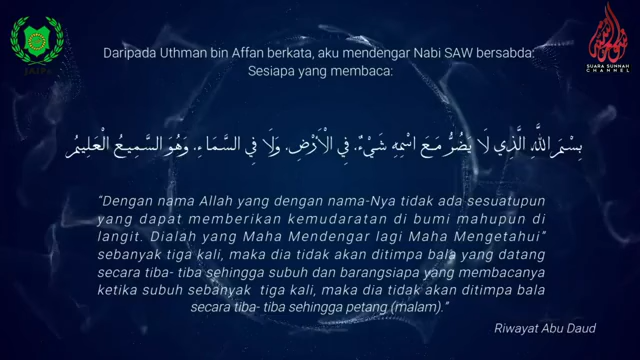 JAIPs
SUARA SUNNAH
CHANNEL
Daripada Uthman bin Affan berkata, aku mendengar Nabi SAW bersabda:
Sesiapa yang membaca:
بِسْمِ اللَّهِ الَّذِي لَا يَضُرُّ مَعَ اسْمِهِ شَيْءٌ. فِي الْأَرْضِ. وَلَا فِي السَّمَاءِ. وَهُوَ السَّمِيعُ الْعَلِيمُ
“Dengan nama Allah yang dengan nama-Nya tidak ada sesuatupun
yang dapat memberikan kemudaratan di bumi mahupun di
langit. Dialah yang Maha Mendengar lagi Maha Mengetahui”
sebanyak tiga kali, maka dia tidak akan ditimpa bala yang datang
secara tiba- tiba sehingga subuh dan barangsiapa yang membacanya
ketika subuh sebanyak tiga kali, maka dia tidak akan ditimpa bala
secara tiba- tiba sehingga petang (malam).”
Riwayat Abu Daud